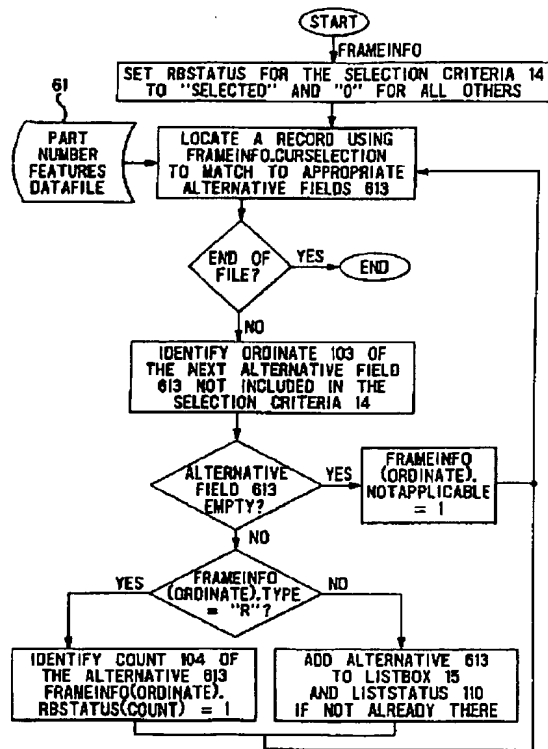 START
FRAMEINFO
SET RBSTATUS FOR THE SELECTION CRITERIA 14
TO "SELECTED" AND "0" FOR ALL OTHERS
61
PART
NUMBER
FEATURES
DATAFILE
LOCATE A RECORD USING
FRAMEINFO.CURSELECTION
TO MATCH TO APPROPRIATE
ALTERNATIVE FIELDS 613
END OF
FILE?
YES
END
NO
IDENTIFY ORDINATE 103 OF
THE NEXT ALTERNATIVE FIELD
613 NOT INCLUDED IN THE
SELECTION CRITERIA 14
ALTERNATIVE
FIELD 613
EMPTY?
YES
FRAMEINFO
(ORDINATE).
NOTAPPLICABLE
= 1
NO
FRAMEINFO
(ORDINATE).TYPE
= "R"?
YES
NO
IDENTIFY COUNT 104 OF
THE ALTERNATIVE 613
FRAMEINFO(ORDINATE).
RBSTATUS(COUNT) = 1
ADD ALTERNATIVE 613
TO LISTBOX 15
AND LISTSTATUS 110
IF NOT ALREADY THERE